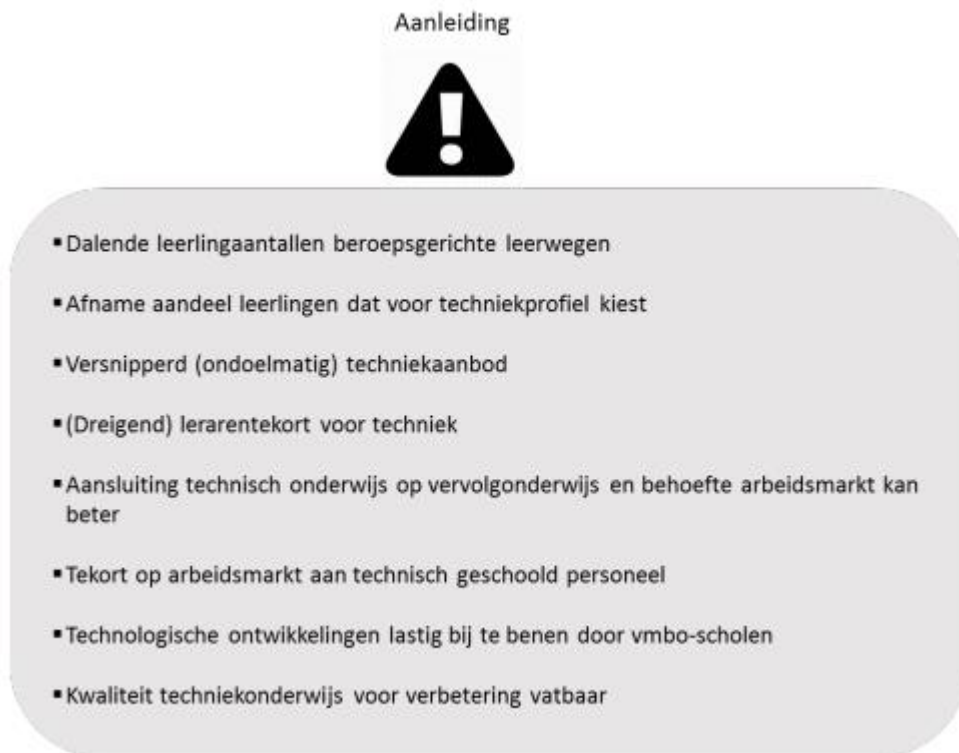 Aanleiding
▪Dalende leerlingaantallen beroepsgerichte leerwegen
▪Afname aandeel leerlingen dat voor techniekprofiel kiest
▪Versnipperd (ondoelmatig) techniekaanbod
▪(Dreigend) lerarentekort voor techniek
▪Aansluiting technisch onderwijs op vervolgonderwijs en behoefte arbeidsmarkt kan
beter
▪Tekort op arbeidsmarkt aan technisch geschoold personeel
▪Technologische ontwikkelingen lastig bij te benen door vmbo-scholen
▪Kwaliteit techniekonderwijs voor verbetering vatbaar